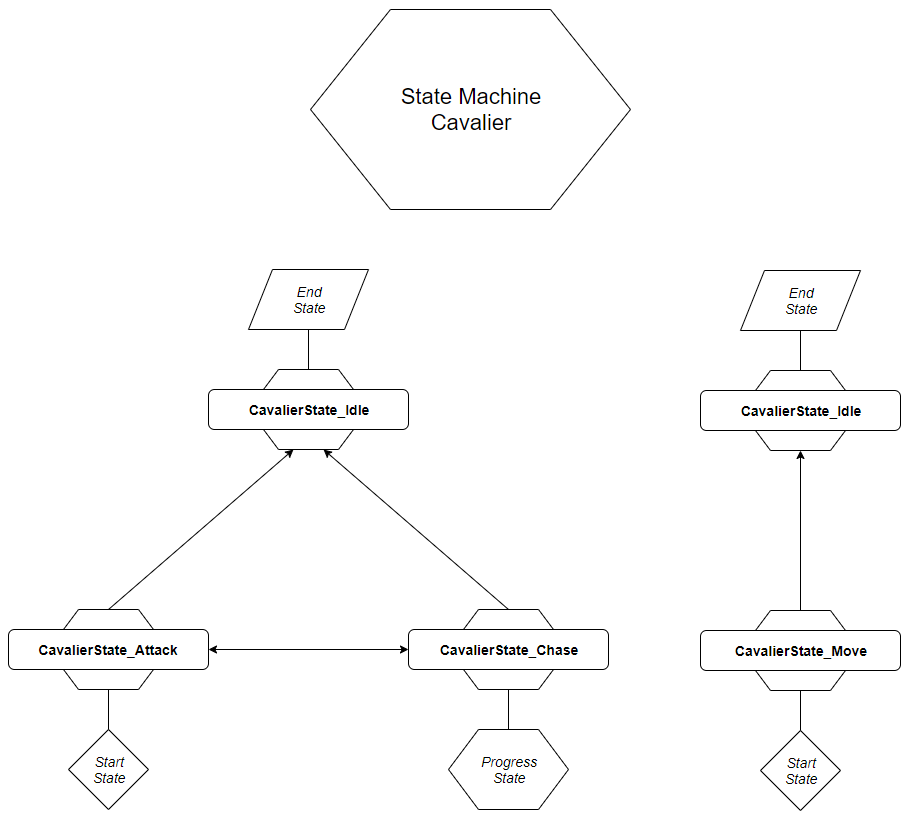 State Machine
Cavalier
End
State
End
State
CavalierState_Idle
CavalierState_Idle
CavalierState_Attack
CavalierState_Chase
CavalierState_Move
Start
State
Progress
State
Start
State